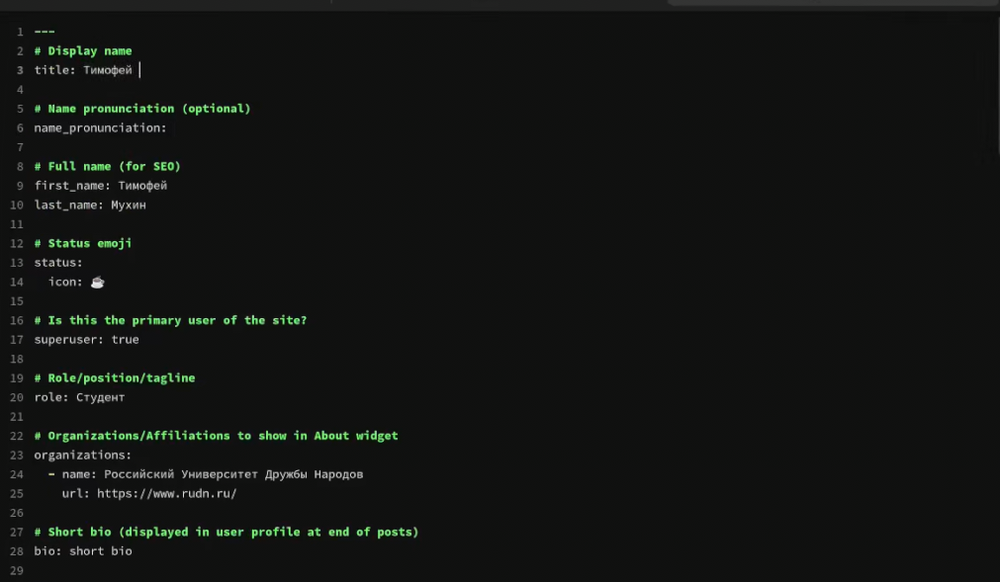 1 ---
2 # Display name
3 title: Тимофей
4
5 # Name pronunciation (optional)
6 name_pronunciation:
7
8 # Full name (for SEO)
9 first_name: Тимофей
10 last_name: Мухин
11
12 # Status emoji
13 status:
14   icon: ☕
15
16 # Is this the primary user of the site?
17 superuser: true
18
19 # Role/position/tagline
20 role: Студент
21
22 # Organizations/Affiliations to show in About widget
23 organizations:
24   - name: Российский Университет Дружбы Народов
25     url: https://www.rudn.ru/
26
27 # Short bio (displayed in user profile at end of posts)
28 bio: short bio
29